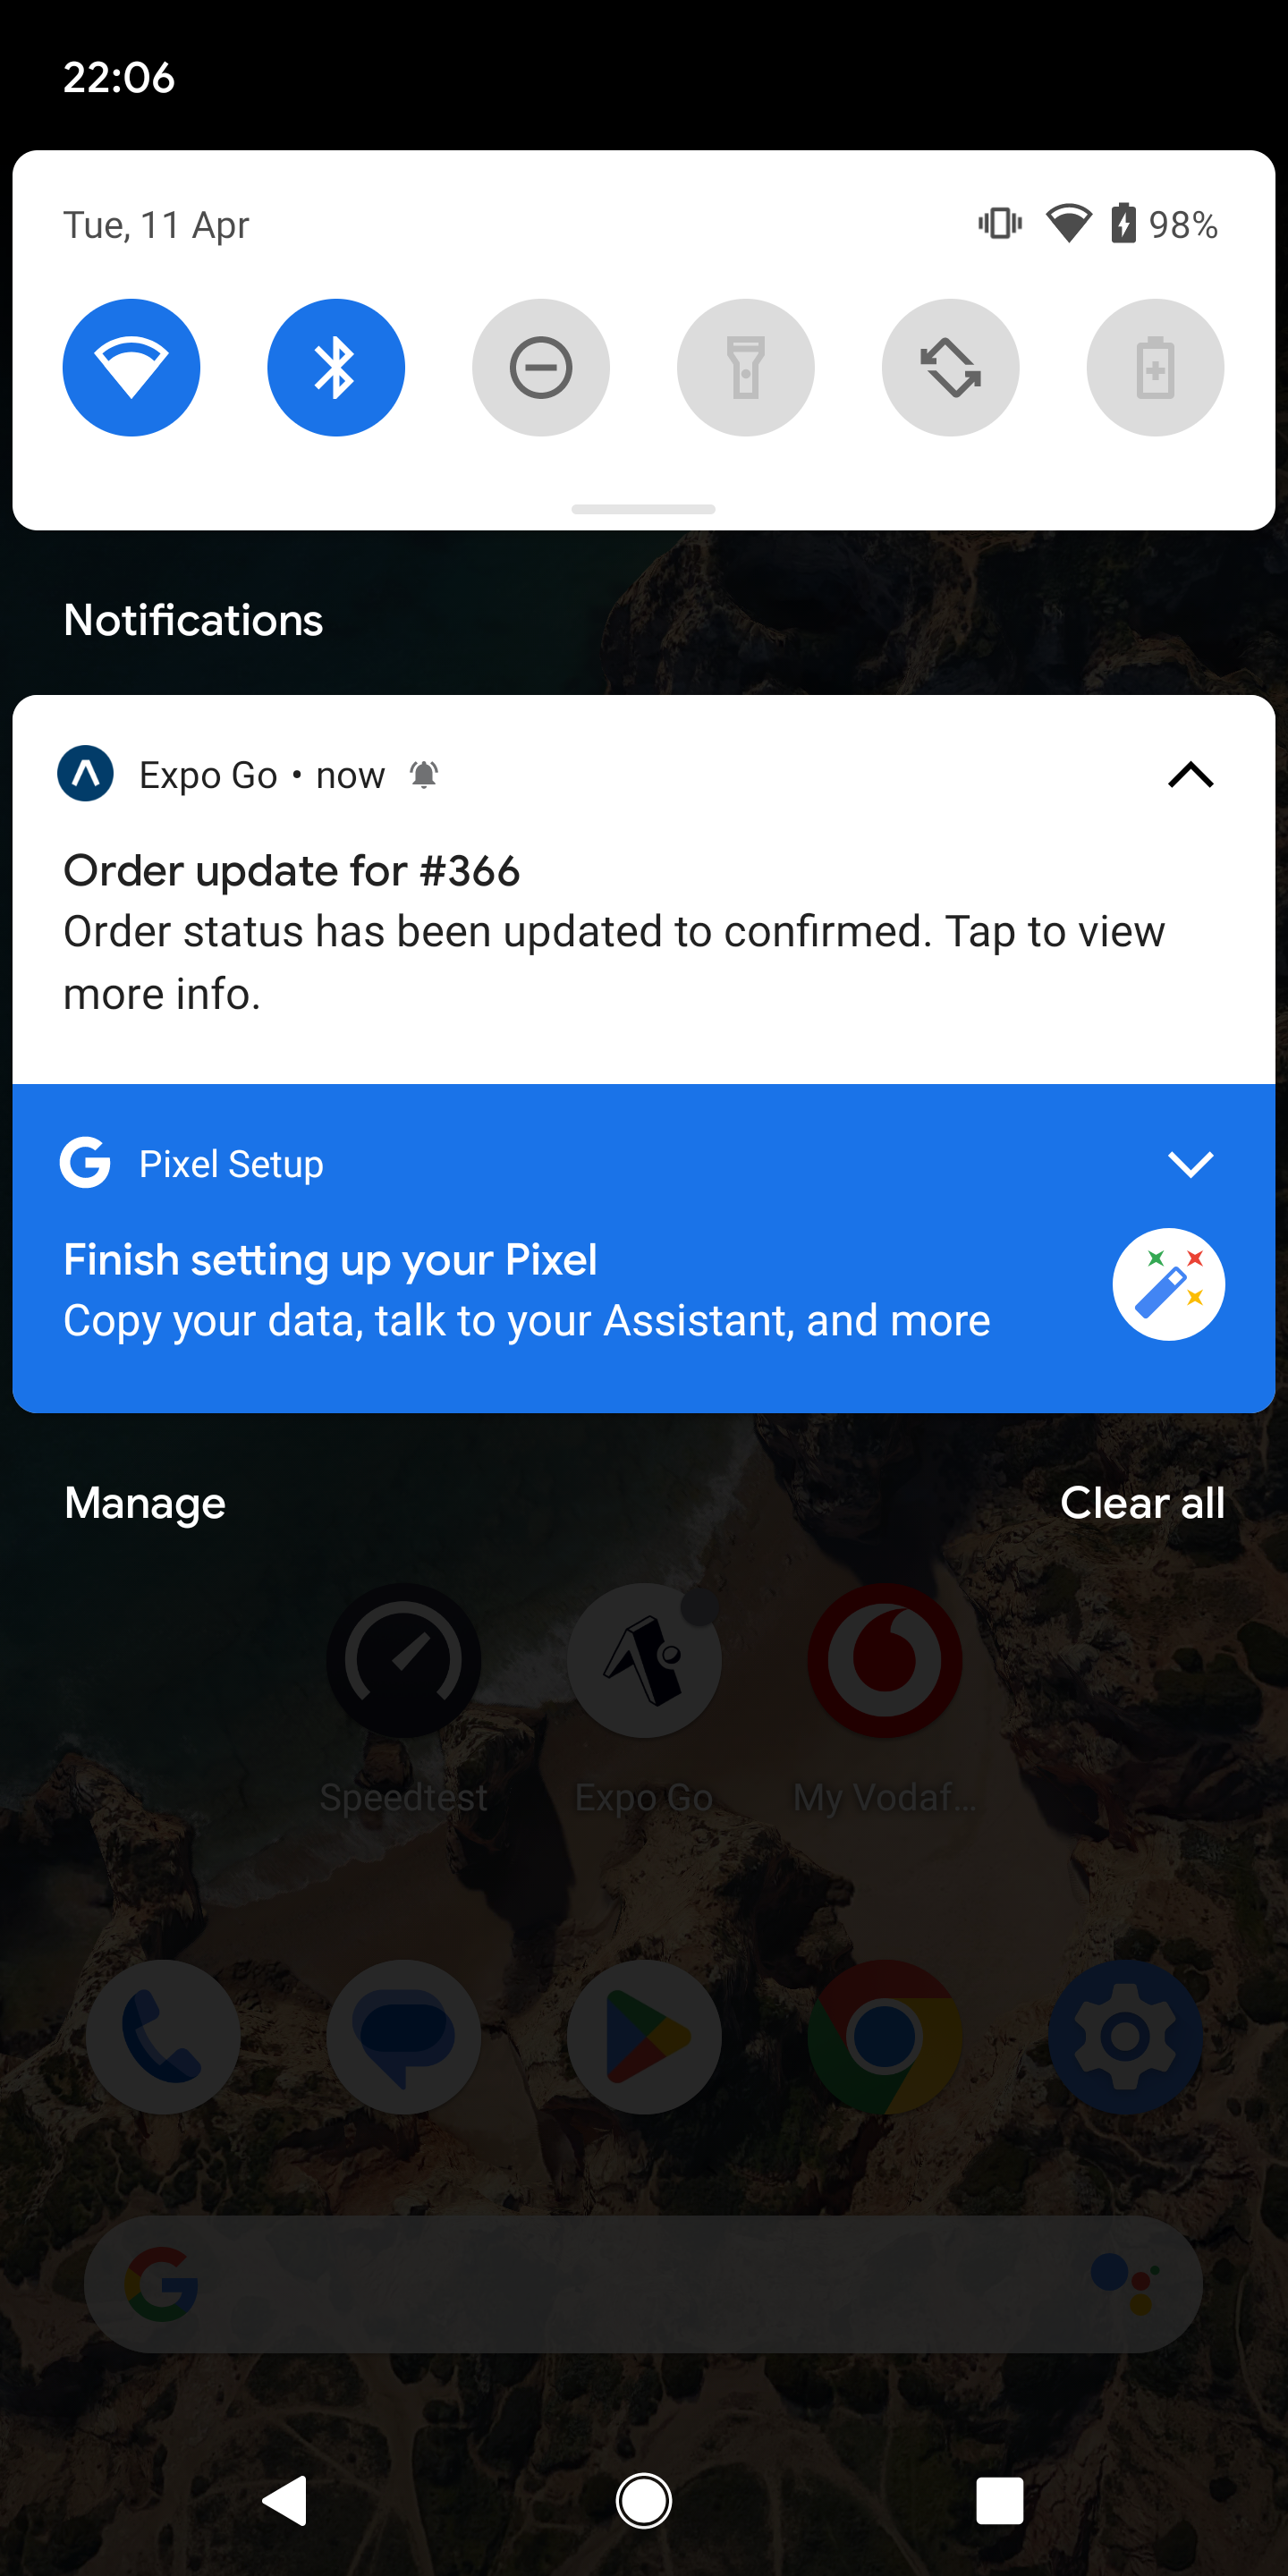 22:06
Tue, 11 Apr
98%
Notifications
Expo Go • now
Order update for #366
Order status has been updated to confirmed. Tap to view
more info.
Pixel Setup
Finish setting up your Pixel
Copy your data, talk to your Assistant, and more
Manage
Clear all
Speedtest
Expo Go
My Vodaf...